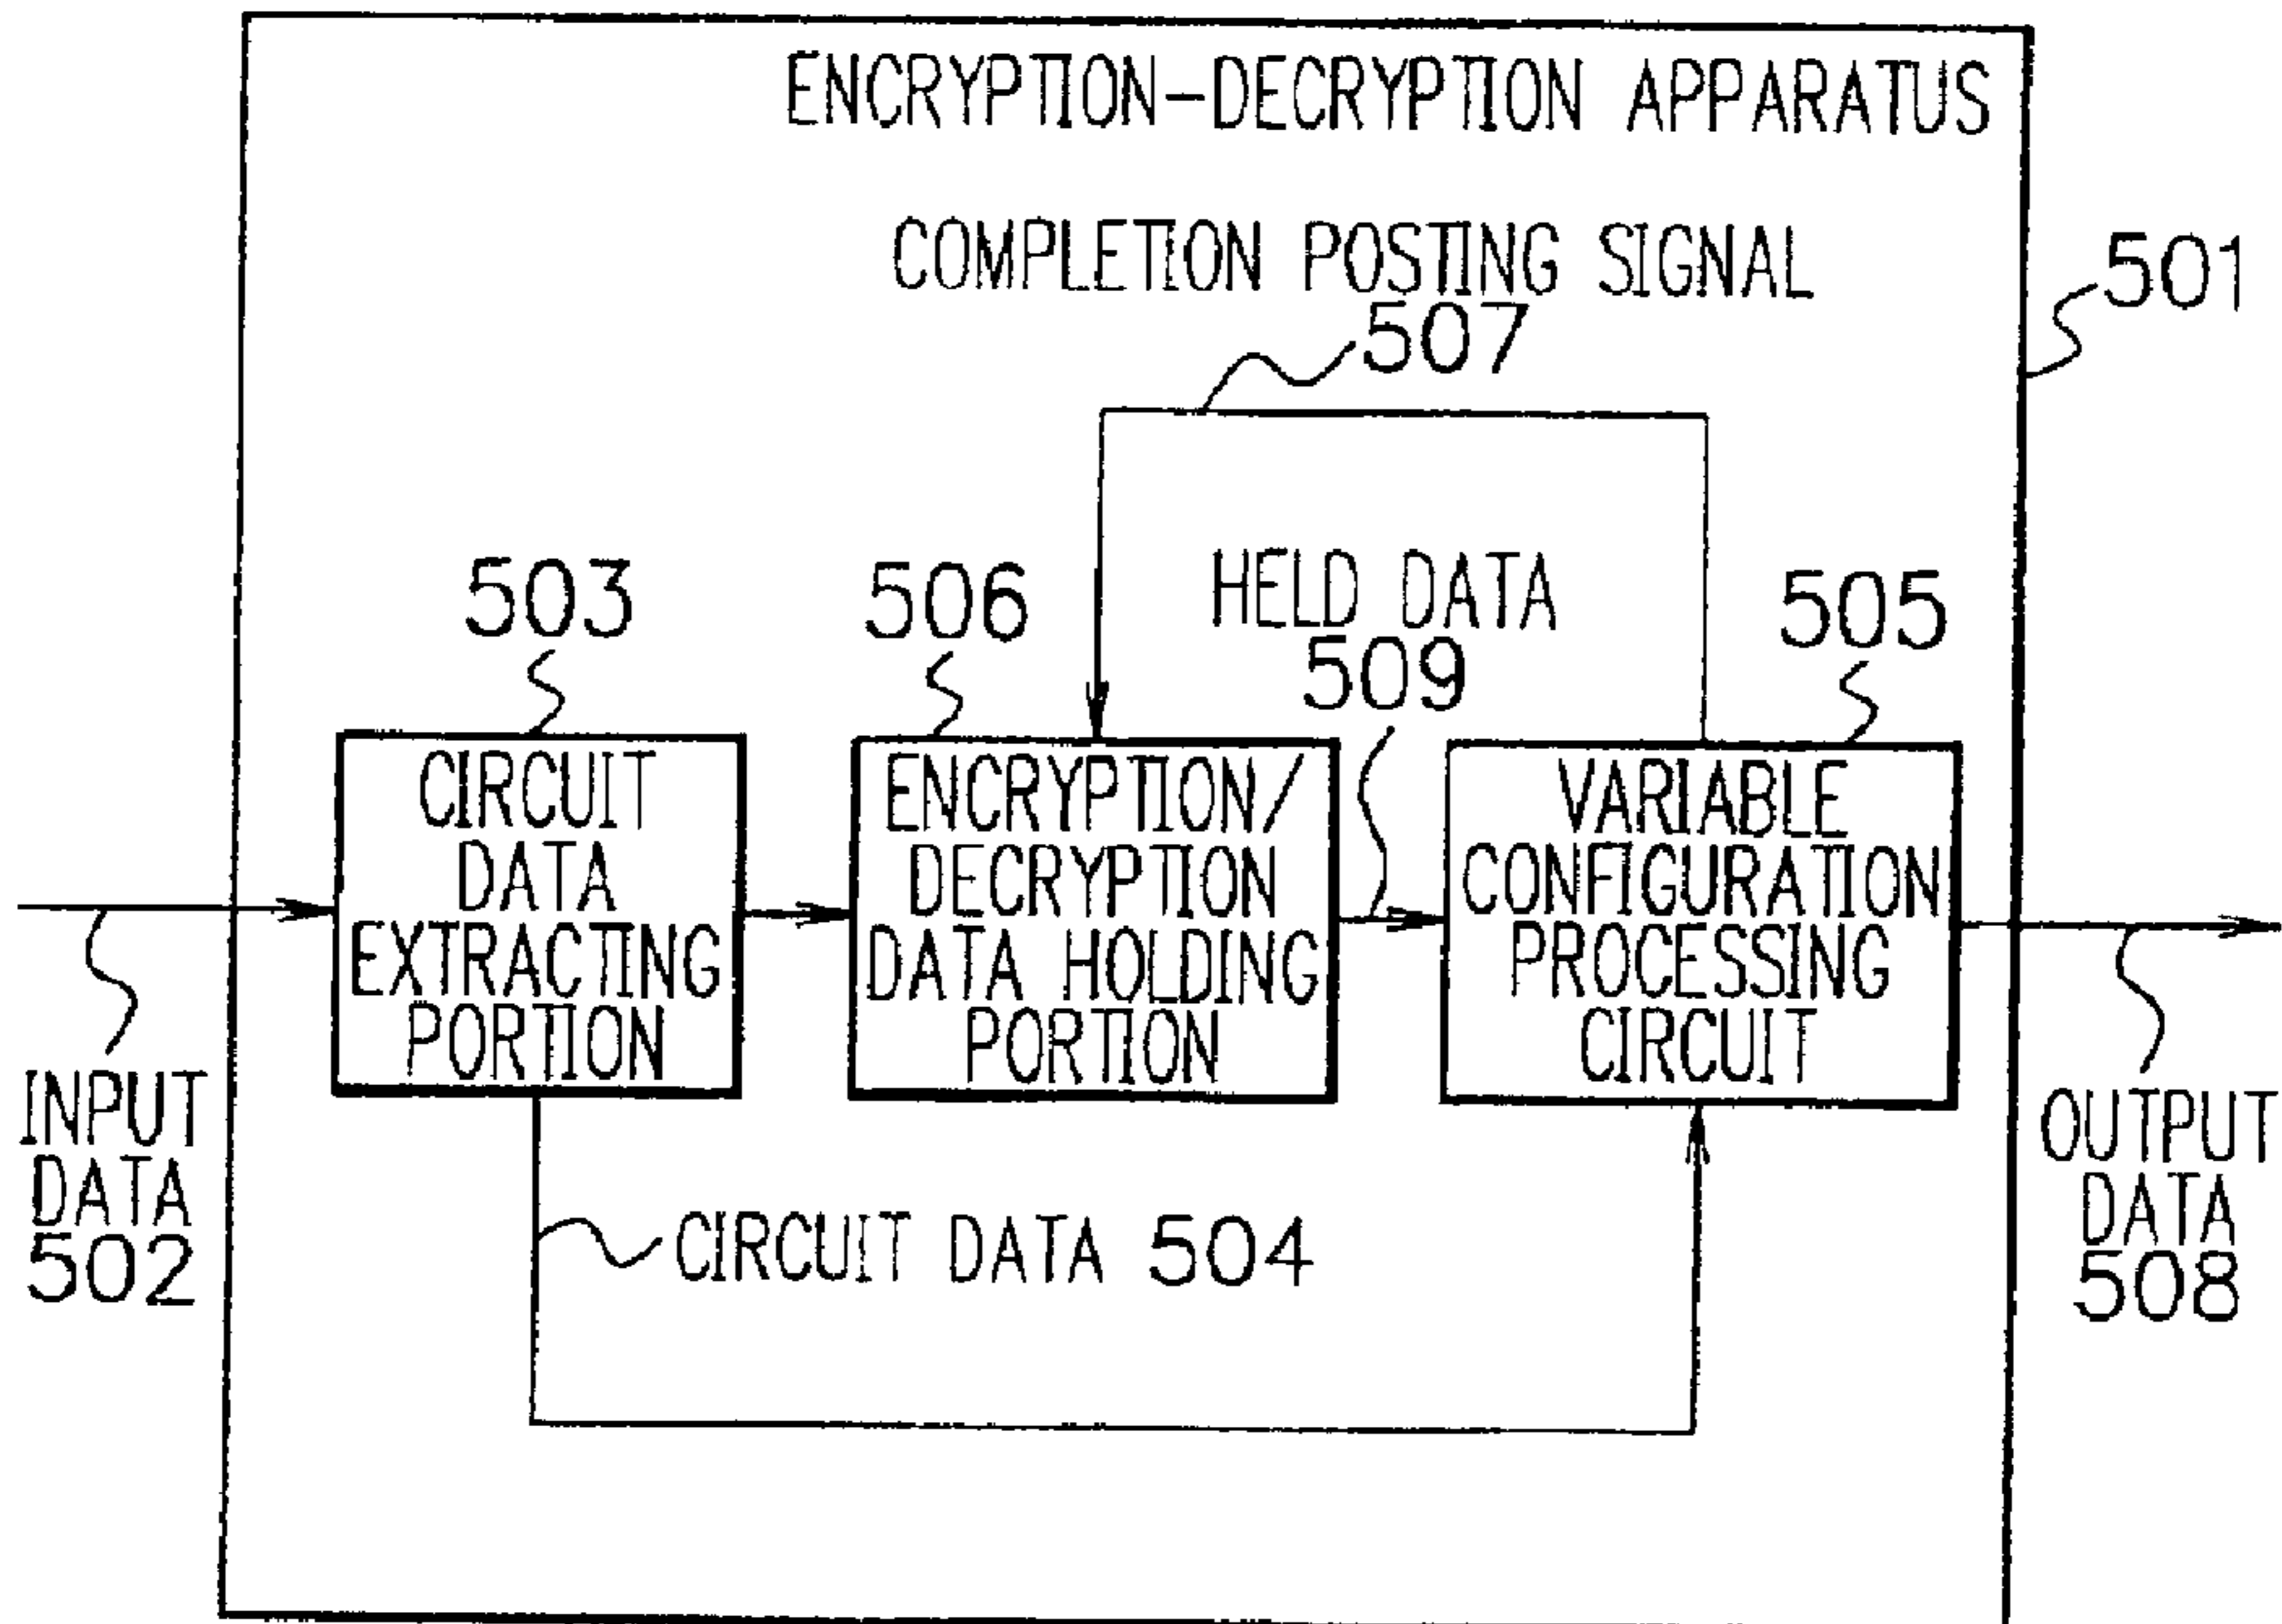 ENCRYPTION-DECRYPTION APPARATUS
COMPLETION POSTING SIGNAL
507
501
503
506
HELD DATA
509
505
CIRCUIT
DATA
EXTRACTING
PORTION
ENCRYPTION/
DECRYPTION
DATA HOLDING
PORTION
VARIABLE
CONFIGURATION
PROCESSING
CIRCUIT
INPUT
DATA
502
CIRCUIT DATA 504
OUTPUT
DATA
508